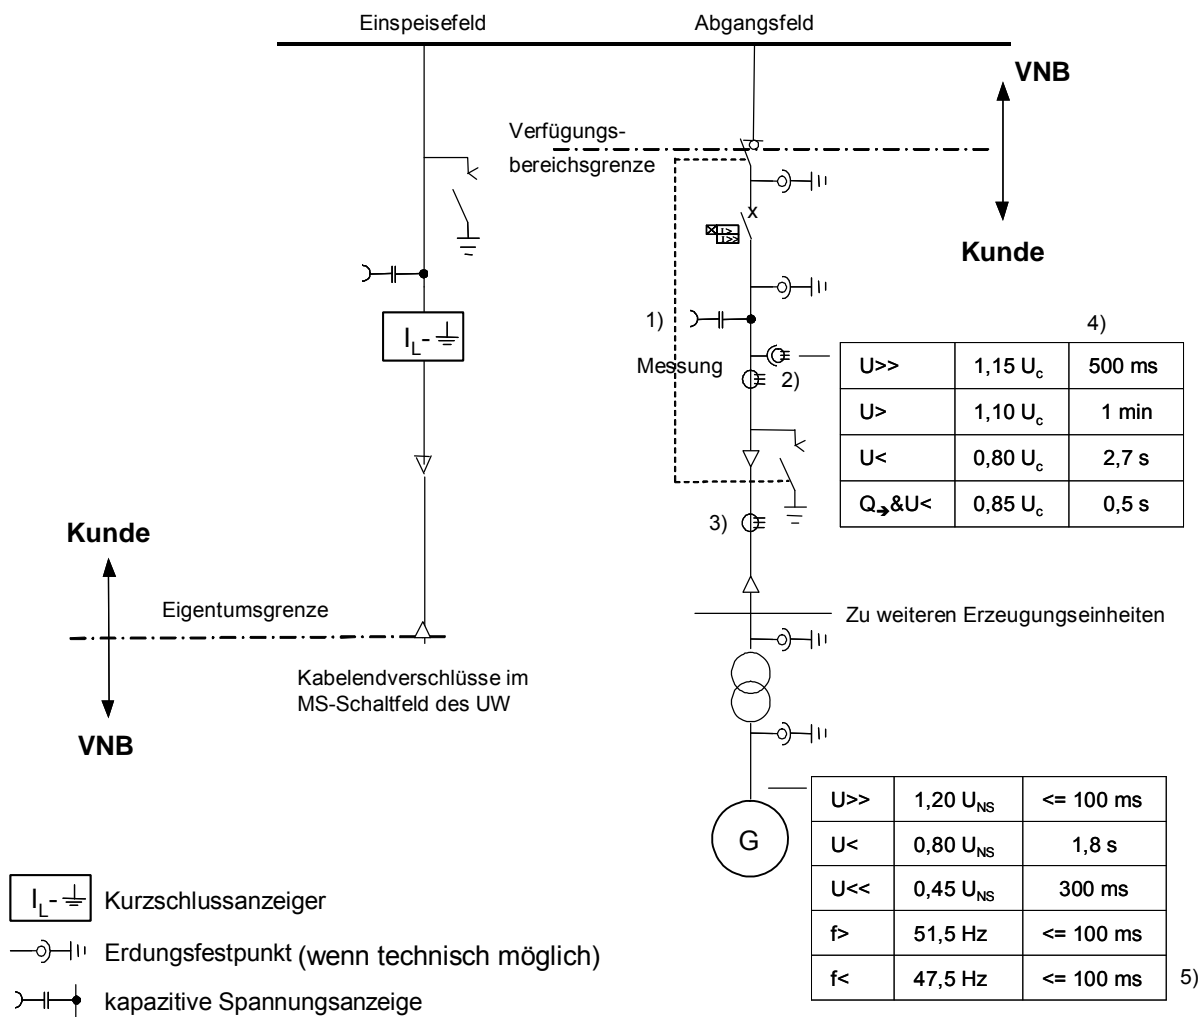 Einspeisefeld
Abgangsfeld
VNB
Verfügungs-
bereichsgrenze
x
I>
I>>
Kunde
1)
4)
I_L-
Messung
2)
U>> 1,15 U_c 500 ms
U> 1,10 U_c 1 min
U< 0,80 U_c 2,7 s
Q➔&U< 0,85 U_c 0,5 s
3)
Kunde
Eigentumsgrenze
Zu weiteren Erzeugungseinheiten
Kabelendverschlüsse im
MS-Schaltfeld des UW
VNB
G
U>> 1,20 U_NS <= 100 ms
U< 0,80 U_NS 1,8 s
U<< 0,45 U_NS 300 ms
f> 51,5 Hz <= 100 ms
f< 47,5 Hz <= 100 ms
5)
I_L- Kurzschlussanzeiger
Erdungsfestpunkt (wenn technisch möglich)
kapazitive Spannungsanzeige